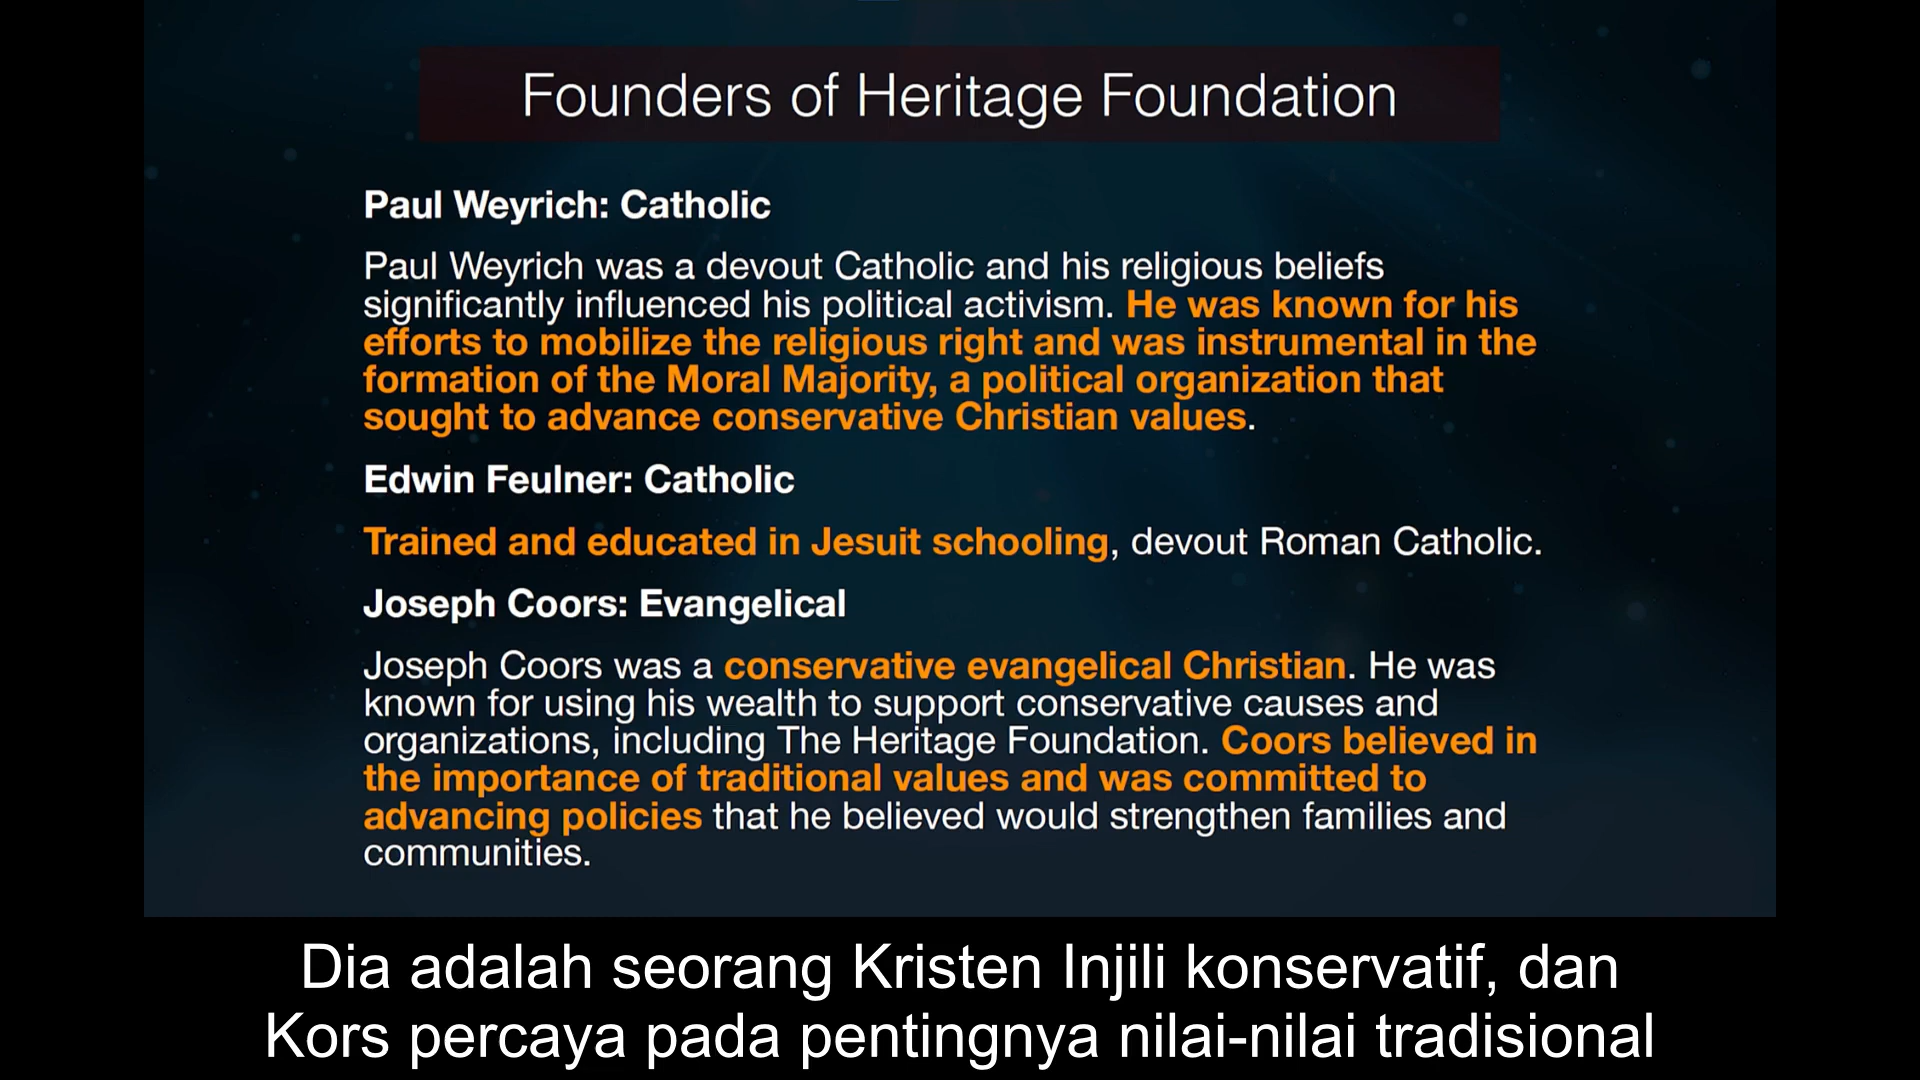 Founders of Heritage Foundation
Paul Weyrich: Catholic
Paul Weyrich was a devout Catholic and his religious beliefs
significantly influenced his political activism. He was known for his
efforts to mobilize the religious right and was instrumental in the
formation of the Moral Majority, a political organization that
sought to advance conservative Christian values.
Edwin Feulner: Catholic
Trained and educated in Jesuit schooling, devout Roman Catholic.
Joseph Coors: Evangelical
Joseph Coors was a conservative evangelical Christian. He was
known for using his wealth to support conservative causes and
organizations, including The Heritage Foundation. Coors believed in
the importance of traditional values and was committed to
advancing policies that he believed would strengthen families and
communities.
Dia adalah seorang Kristen Injili konservatif, dan
Kors percaya pada pentingnya nilai-nilai tradisional